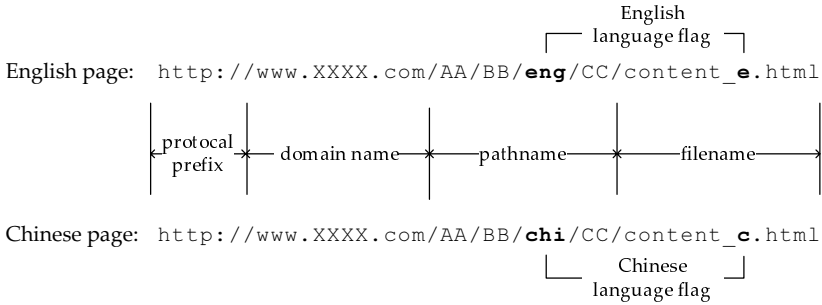 English
language flag
English page: http://www.XXXX.com/AA/BB/eng/CC/content_e.html
protocal
prefix
domain name
pathname
filename
Chinese page: http://www.XXXX.com/AA/BB/chi/CC/content_c.html
Chinese
language flag